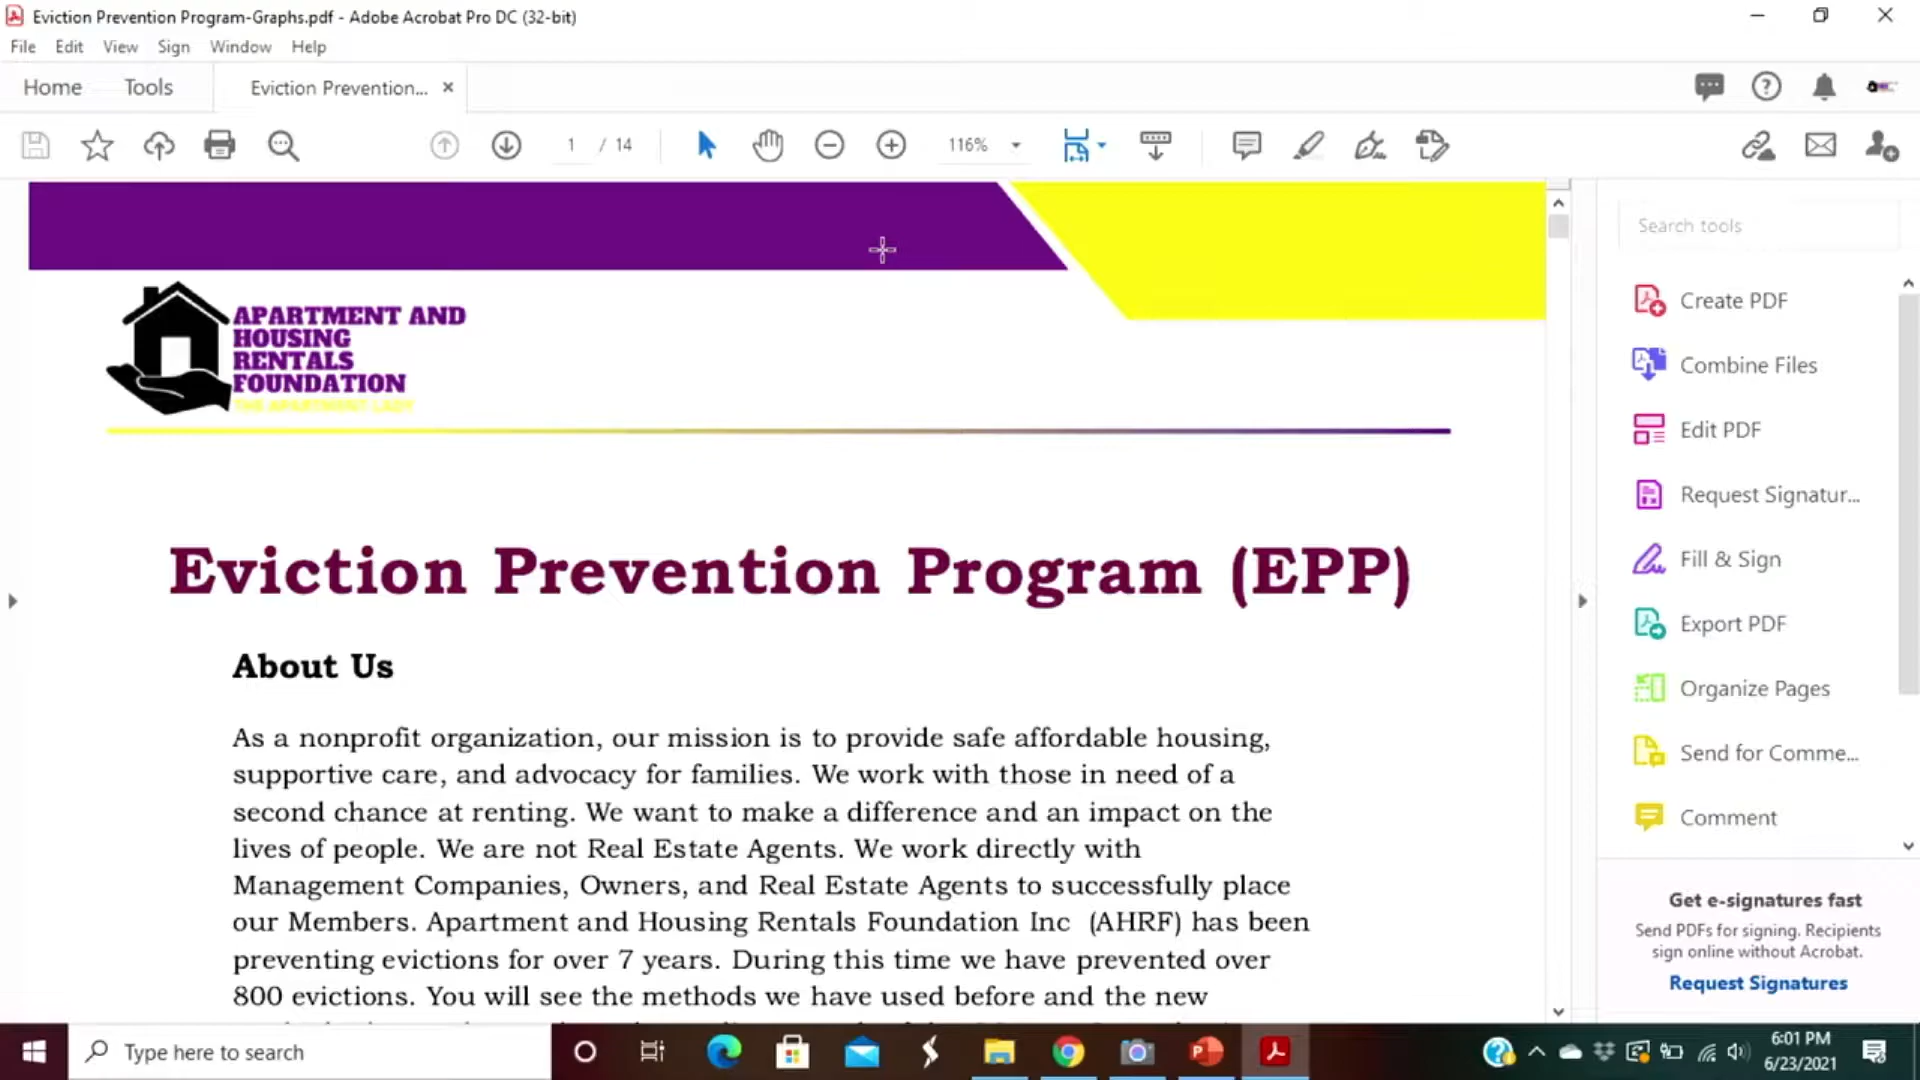 Eviction Prevention Program-Graphs.pdf - Adobe Acrobat Pro DC (32-bit)
File Edit View Sign Window Help
Home Tools Eviction Prevention... ×
1 / 14 116%
Search tools
Create PDF
Combine Files
Edit PDF
Request Signatur...
Fill & Sign
Export PDF
Organize Pages
Send for Comme...
Comment
Get e-signatures fast
Send PDFs for signing. Recipients
sign online without Acrobat.
Request Signatures
APARTMENT AND
HOUSING
RENTALS
FOUNDATION
THE APARTMENT LADY
Eviction Prevention Program (EPP)
About Us
As a nonprofit organization, our mission is to provide safe affordable housing,
supportive care, and advocacy for families. We work with those in need of a
second chance at renting. We want to make a difference and an impact on the
lives of people. We are not Real Estate Agents. We work directly with
Management Companies, Owners, and Real Estate Agents to successfully place
our Members. Apartment and Housing Rentals Foundation Inc (AHRF) has been
preventing evictions for over 7 years. During this time we have prevented over
800 evictions. You will see the methods we have used before and the new
Type here to search
6:01 PM
6/23/2021